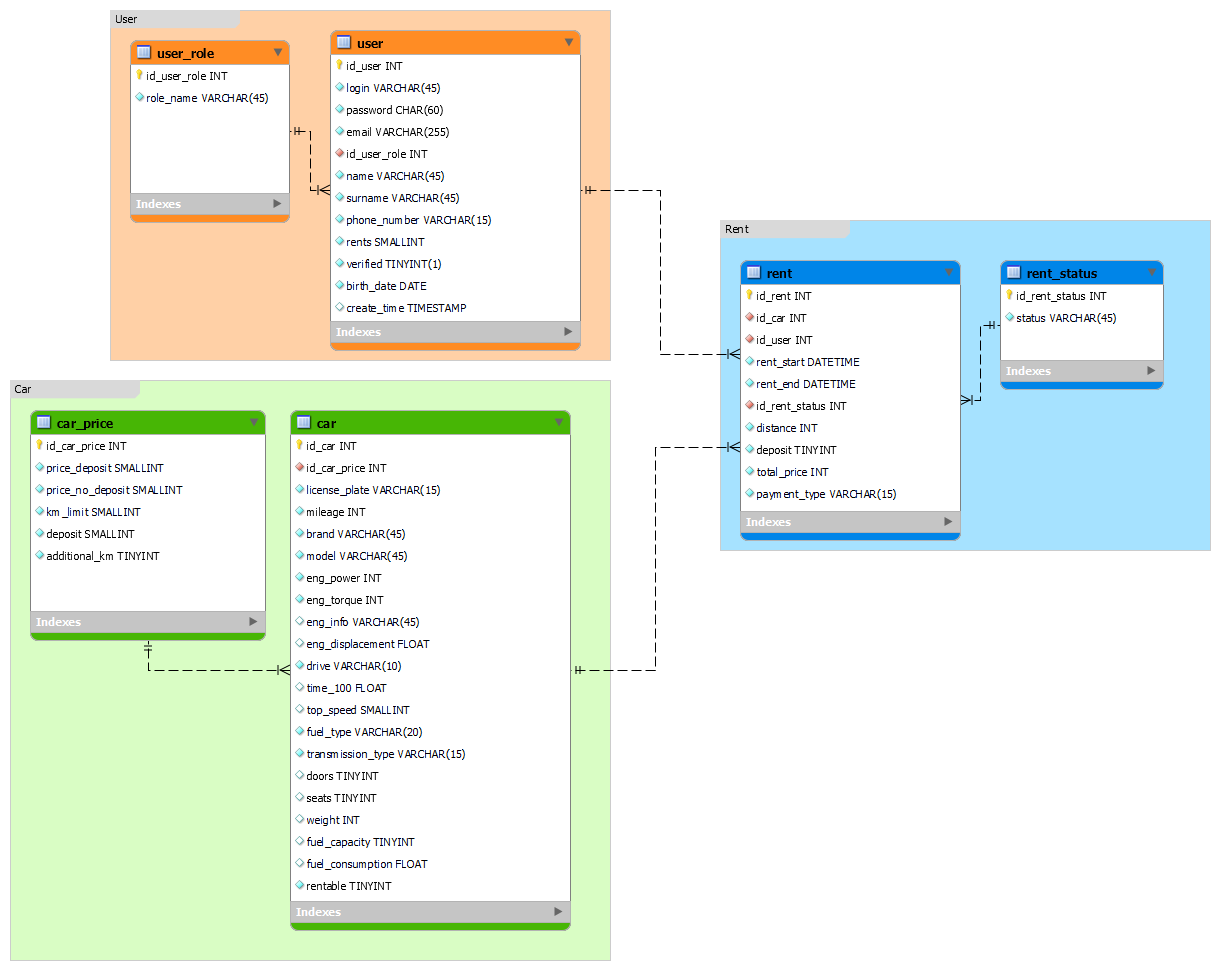 User
user_role
id_user_role INT
role_name VARCHAR(45)
Indexes
user
id_user INT
login VARCHAR(45)
password CHAR(60)
email VARCHAR(255)
id_user_role INT
name VARCHAR(45)
surname VARCHAR(45)
phone_number VARCHAR(15)
rents SMALLINT
verified TINYINT(1)
birth_date DATE
create_time TIMESTAMP
Indexes
Rent
rent
id_rent INT
id_car INT
id_user INT
rent_start DATETIME
rent_end DATETIME
id_rent_status INT
distance INT
deposit TINYINT
total_price INT
payment_type VARCHAR(15)
Indexes
rent_status
id_rent_status INT
status VARCHAR(45)
Indexes
Car
car_price
id_car_price INT
price_deposit SMALLINT
price_no_deposit SMALLINT
km_limit SMALLINT
deposit SMALLINT
additional_km TINYINT
Indexes
car
id_car INT
id_car_price INT
license_plate VARCHAR(15)
mileage INT
brand VARCHAR(45)
model VARCHAR(45)
eng_power INT
eng_torque INT
eng_info VARCHAR(45)
eng_displacement FLOAT
drive VARCHAR(10)
time_100 FLOAT
top_speed SMALLINT
fuel_type VARCHAR(20)
transmission_type VARCHAR(15)
doors TINYINT
seats TINYINT
weight INT
fuel_capacity TINYINT
fuel_consumption FLOAT
rentable TINYINT
Indexes